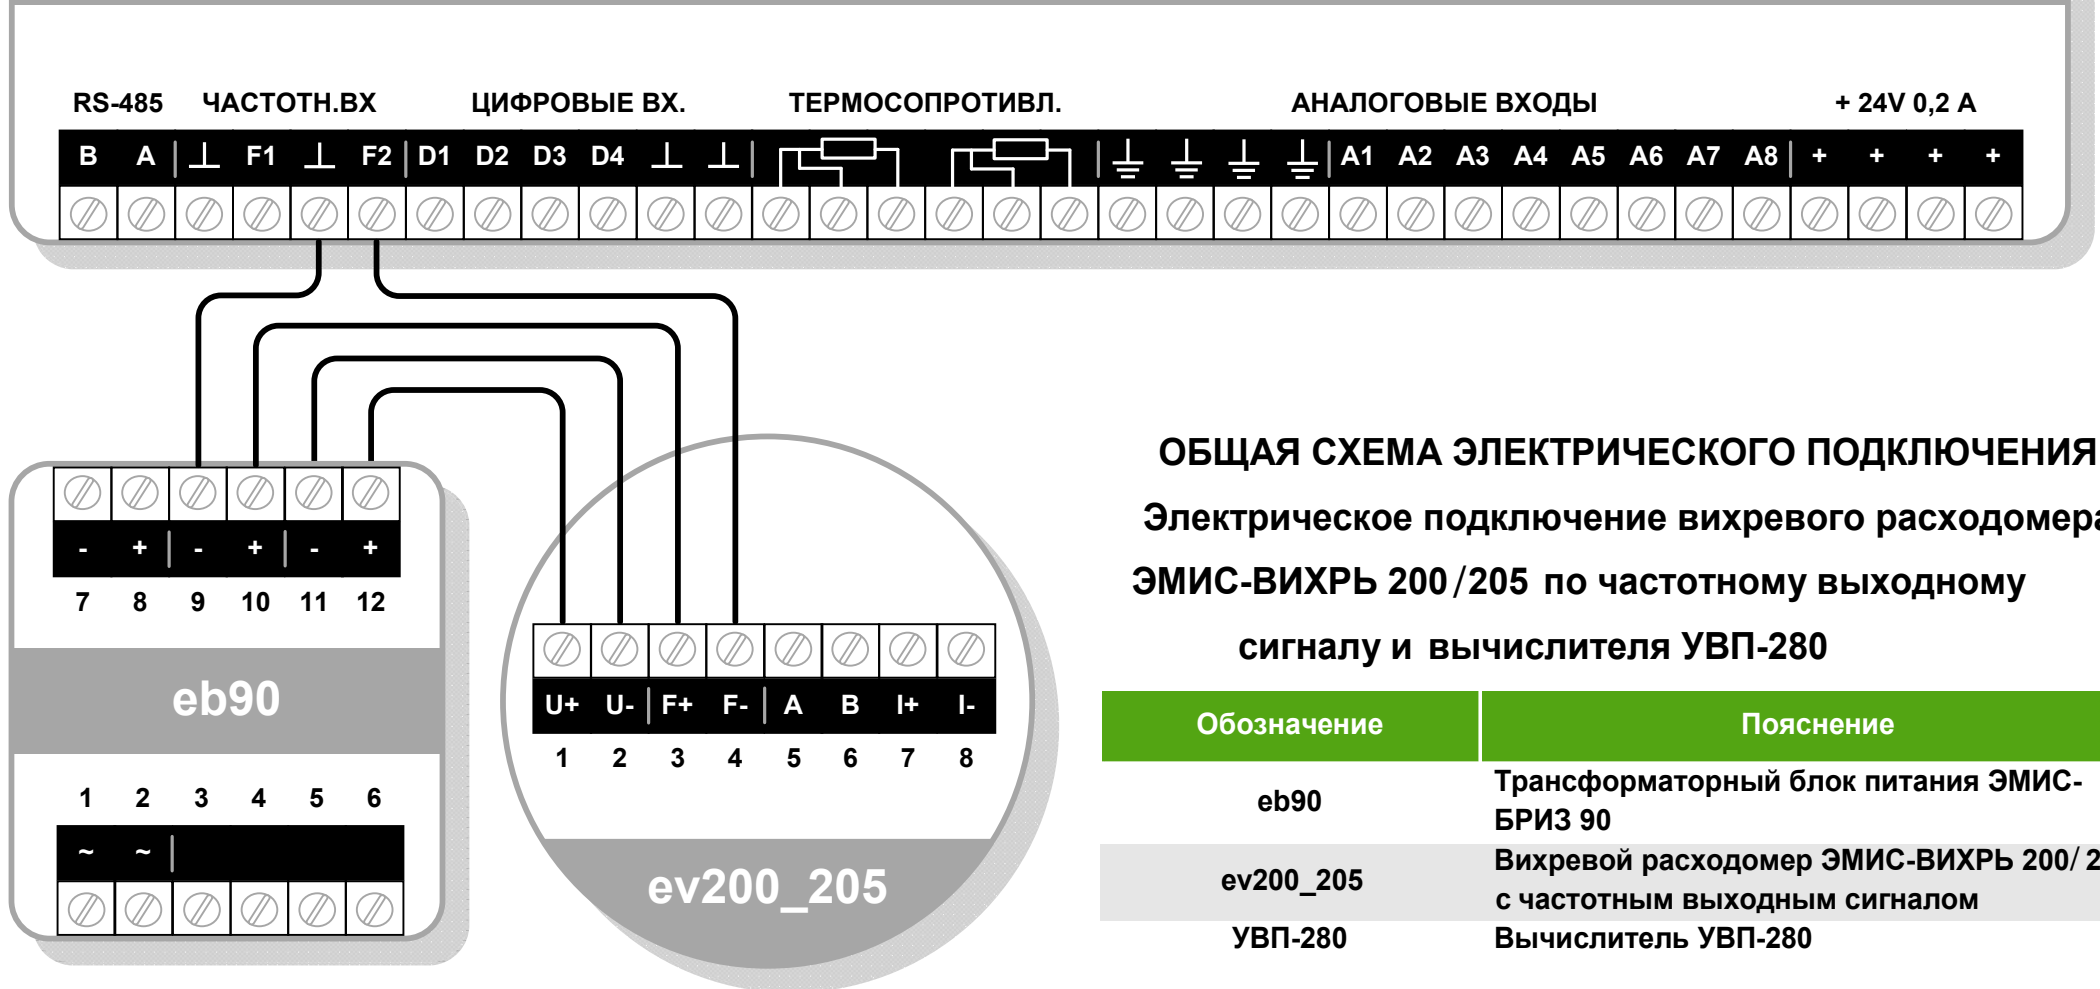 RS-485 ЧАСТОТН.ВХ ЦИФРОВЫЕ ВХ. ТЕРМОСОПРОТИВЛ. АНАЛОГОВЫЕ ВХОДЫ + 24V 0,2 А
B A F1 F2 D1 D2 D3 D4 A1 A2 A3 A4 A5 A6 A7 A8 + + + +
- + - + - +
7 8 9 10 11 12
eb90
1 2 3 4 5 6
~ ~
U+ U- F+ F- A B I+ I-
1 2 3 4 5 6 7 8
ev200_205
ОБЩАЯ СХЕМА ЭЛЕКТРИЧЕСКОГО ПОДКЛЮЧЕНИЯ
Электрическое подключение вихревого расходомера
ЭМИС-ВИХРЬ 200/205 по частотному выходному
сигналу и вычислителя УВП-280
Обозначение Пояснение
eb90 Трансформаторный блок питания ЭМИС-
БРИЗ 90
ev200_205 Вихревой расходомер ЭМИС-ВИХРЬ 200/ 2
с частотным выходным сигналом
УВП-280 Вычислитель УВП-280